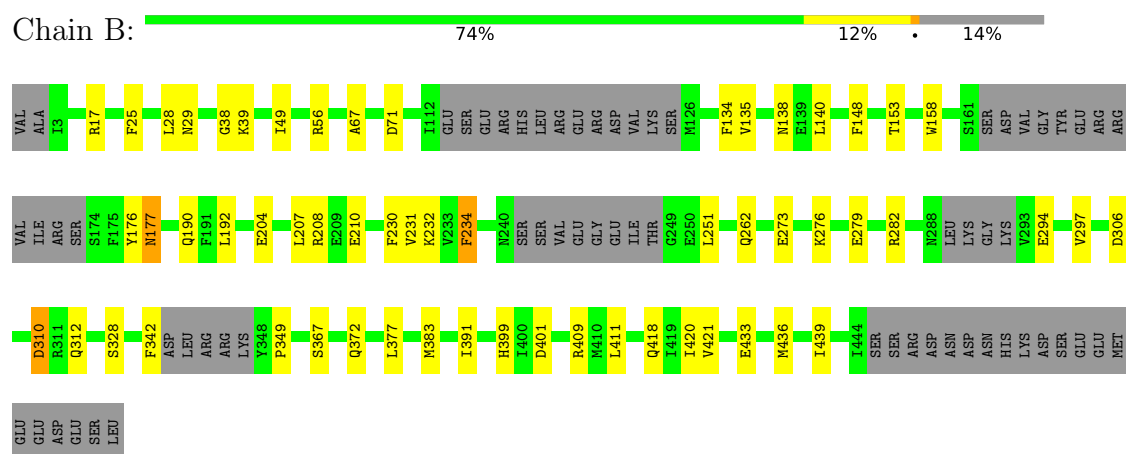 Chain B:
74% 12% • 14%
VAL ALA I3 R17 F25 L28 N29 G38 K39 I49 R56 A67 D71 I112 GLU SER GLU ARG HIS LEU ARG GLU ARG ASP VAL LYS SER M126 F134 V135 N138 E139 L140 F148 T153 W158 S161 SER ASP VAL GLY TYR GLU ARG ARG
VAL ILE ARG SER S174 F175 Y176 N177 Q190 F191 L192 E204 L207 R208 E209 E210 F230 V231 K232 V233 F234 N240 SER SER VAL GLU GLY GLU ILE THR G249 E250 L251 Q262 E273 K276 E279 R282 N288 LEU LYS GLY LYS V293 E294 V297 D306
D310 R311 Q312 S328 F342 ASP LEU ARG ARG LYS Y348 P349 S367 Q372 L377 M383 I391 H399 I400 D401 R409 M410 L411 Q418 I419 I420 V421 E433 M436 I439 I444 SER SER ARG ASP ASN ASP ASN HIS LYS ASP SER GLU GLU MET
GLU GLU ASP GLU SER LEU